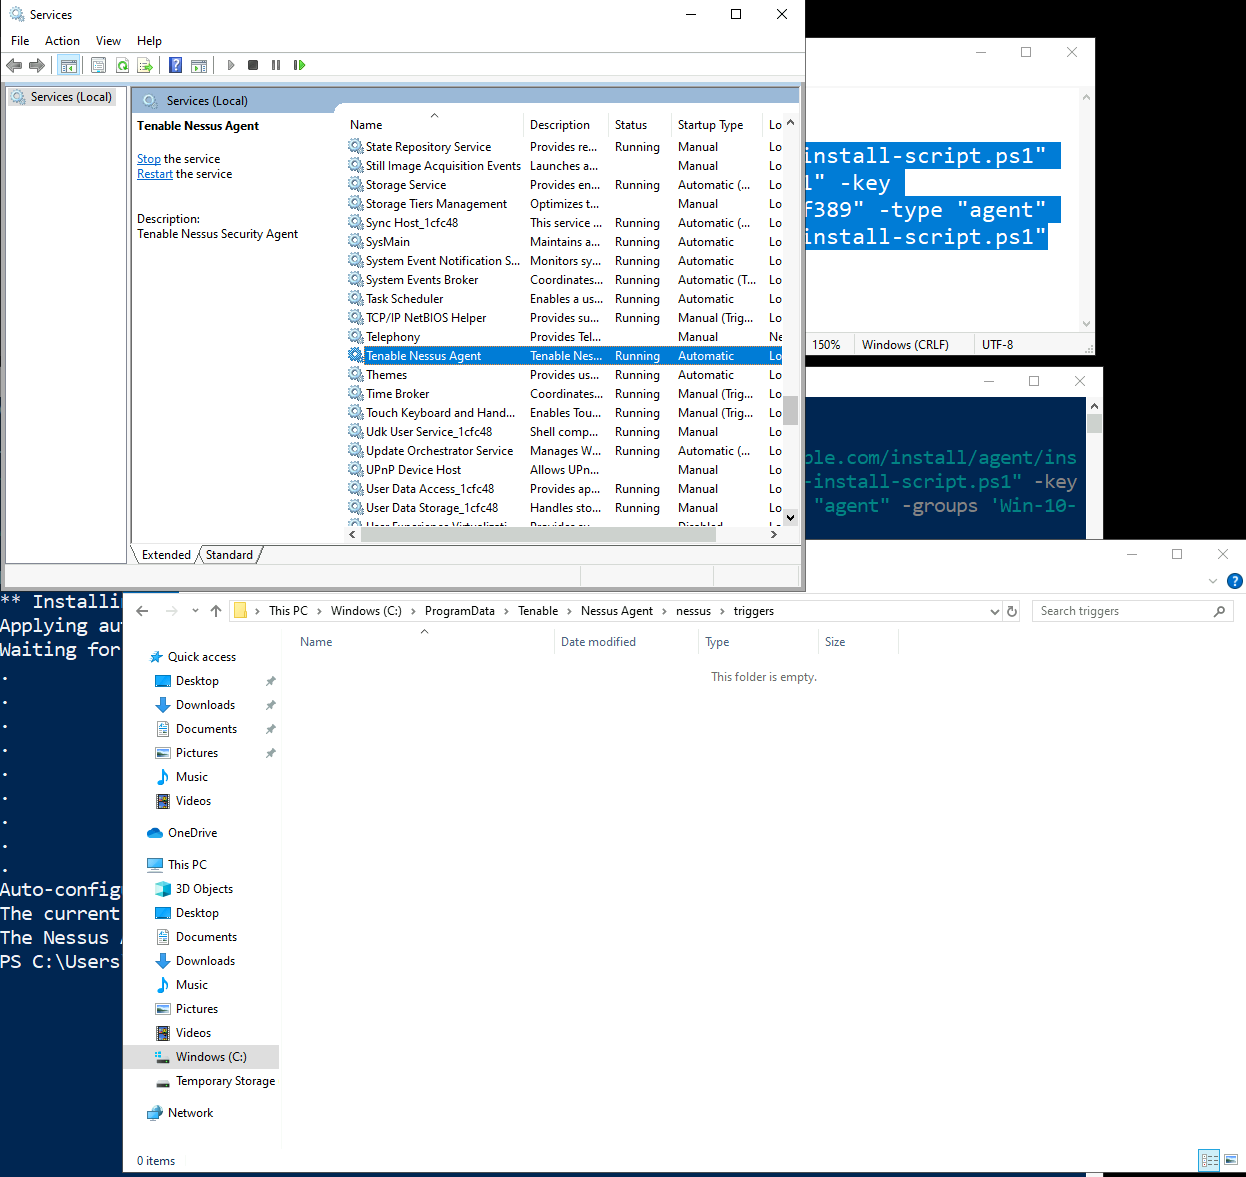 Services
File Action View Help
Services (Local)
Services (Local)
Tenable Nessus Agent
Stop the service
Restart the service
Description:
Tenable Nessus Security Agent
Name Description Status Startup Type Lo
State Repository Service Provides re... Running Manual Lo
Still Image Acquisition Events Launches a... Manual Lo
Storage Service Provides en... Running Automatic (... Lo
Storage Tiers Management Optimizes t... Manual Lo
Sync Host_1cfc48 This service ... Running Automatic (... Lo
SysMain Maintains a... Running Automatic Lo
System Event Notification S... Monitors sy... Running Automatic Lo
System Events Broker Coordinates... Running Automatic (T... Lo
Task Scheduler Enables a us... Running Automatic Lo
TCP/IP NetBIOS Helper Provides su... Running Manual (Trig... Lo
Telephony Provides Tel... Manual Ne
Tenable Nessus Agent Tenable Nes... Running Automatic Lo
Themes Provides us... Running Automatic Lo
Time Broker Coordinates... Running Manual (Trig... Lo
Touch Keyboard and Hand... Enables Tou... Running Manual (Trig... Lo
Udk User Service_1cfc48 Shell comp... Running Manual Lo
Update Orchestrator Service Manages W... Running Automatic (... Lo
UPnP Device Host Allows UPn... Manual Lo
User Data Access_1cfc48 Provides ap... Running Manual Lo
User Data Storage_1cfc48 Handles sto... Running Manual Lo
Extended Standard
install-script.ps1"
1" -key
f389" -type "agent"
install-script.ps1"
150% Windows (CRLF) UTF-8
ble.com/install/agent/ins
-install-script.ps1" -key
"agent" -groups 'Win-10-
** Installi
Applying au
Waiting for
.
.
.
.
.
.
.
.
.
Auto-config
The current
The Nessus
PS C:\Users
This PC > Windows (C:) > ProgramData > Tenable > Nessus Agent > nessus > triggers
Search triggers
Name Date modified Type Size
This folder is empty.
Quick access
Desktop
Downloads
Documents
Pictures
Music
Videos
OneDrive
This PC
3D Objects
Desktop
Documents
Downloads
Music
Pictures
Videos
Windows (C:)
Temporary Storage
Network
0 items